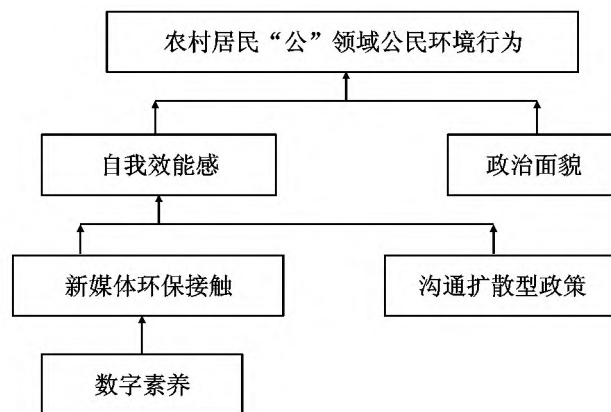 农村居民“公”领域公民环境行为
自我效能感
政治面貌
新媒体环保接触
沟通扩散型政策
数字素养